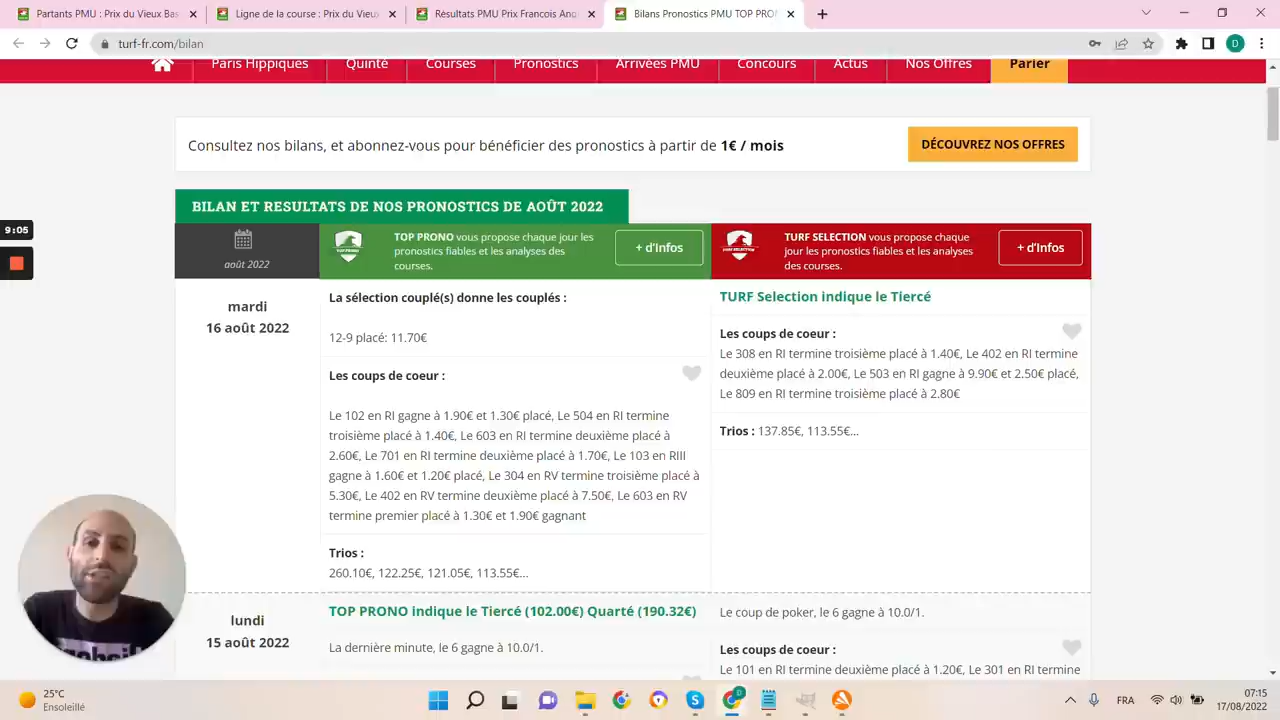 Partants PMU : Prix du Vieux Bas
Ligne de la course : Prix du Vieux
Résultats PMU Prix François Ang
Bilans Pronostics PMU TOP PRO
turf-fr.com/bilan
D
Paris Hippiques
Quinté
Courses
Pronostics
Arrivées PMU
Concours
Actus
Nos Offres
Parier
Consultez nos bilans, et abonnez-vous pour bénéficier des pronostics à partir de 1€ / mois
DÉCOUVREZ NOS OFFRES
BILAN ET RESULTATS DE NOS PRONOSTICS DE AOÛT 2022
9:05
août 2022
TOP PRONO
TOP PRONO vous propose chaque jour les
pronostics fiables et les analyses des
courses.
+ d'Infos
TURF SELECTION
TURF SELECTION vous propose chaque
jour les pronostics fiables et les analyses
des courses.
+ d'Infos
mardi
16 août 2022
La sélection couplé(s) donne les couplés :
12-9 placé: 11.70€
Les coups de coeur :
Le 102 en RI gagne à 1.90€ et 1.30€ placé, Le 504 en RI termine
troisième placé à 1.40€, Le 603 en RI termine deuxième placé à
2.60€, Le 701 en RI termine deuxième placé à 1.70€, Le 103 en RIII
gagne à 1.60€ et 1.20€ placé, Le 304 en RV termine troisième placé à
5.30€, Le 402 en RV termine deuxième placé à 7.50€, Le 603 en RV
termine premier placé à 1.30€ et 1.90€ gagnant
Trios :
260.10€, 122.25€, 121.05€, 113.55€...
TURF Selection indique le Tiercé
Les coups de coeur :
Le 308 en RI termine troisième placé à 1.40€, Le 402 en RI termine
deuxième placé à 2.00€, Le 503 en RI gagne à 9.90€ et 2.50€ placé,
Le 809 en RI termine troisième placé à 2.80€
Trios : 137.85€, 113.55€...
lundi
15 août 2022
TOP PRONO indique le Tiercé (102.00€) Quarté (190.32€)
La dernière minute, le 6 gagne à 10.0/1.
Le coup de poker, le 6 gagne à 10.0/1.
Les coups de coeur :
Le 101 en RI termine deuxième placé à 1.20€, Le 301 en RI termine
25°C
Ensoleillé
D
FRA
07:15
17/08/2022